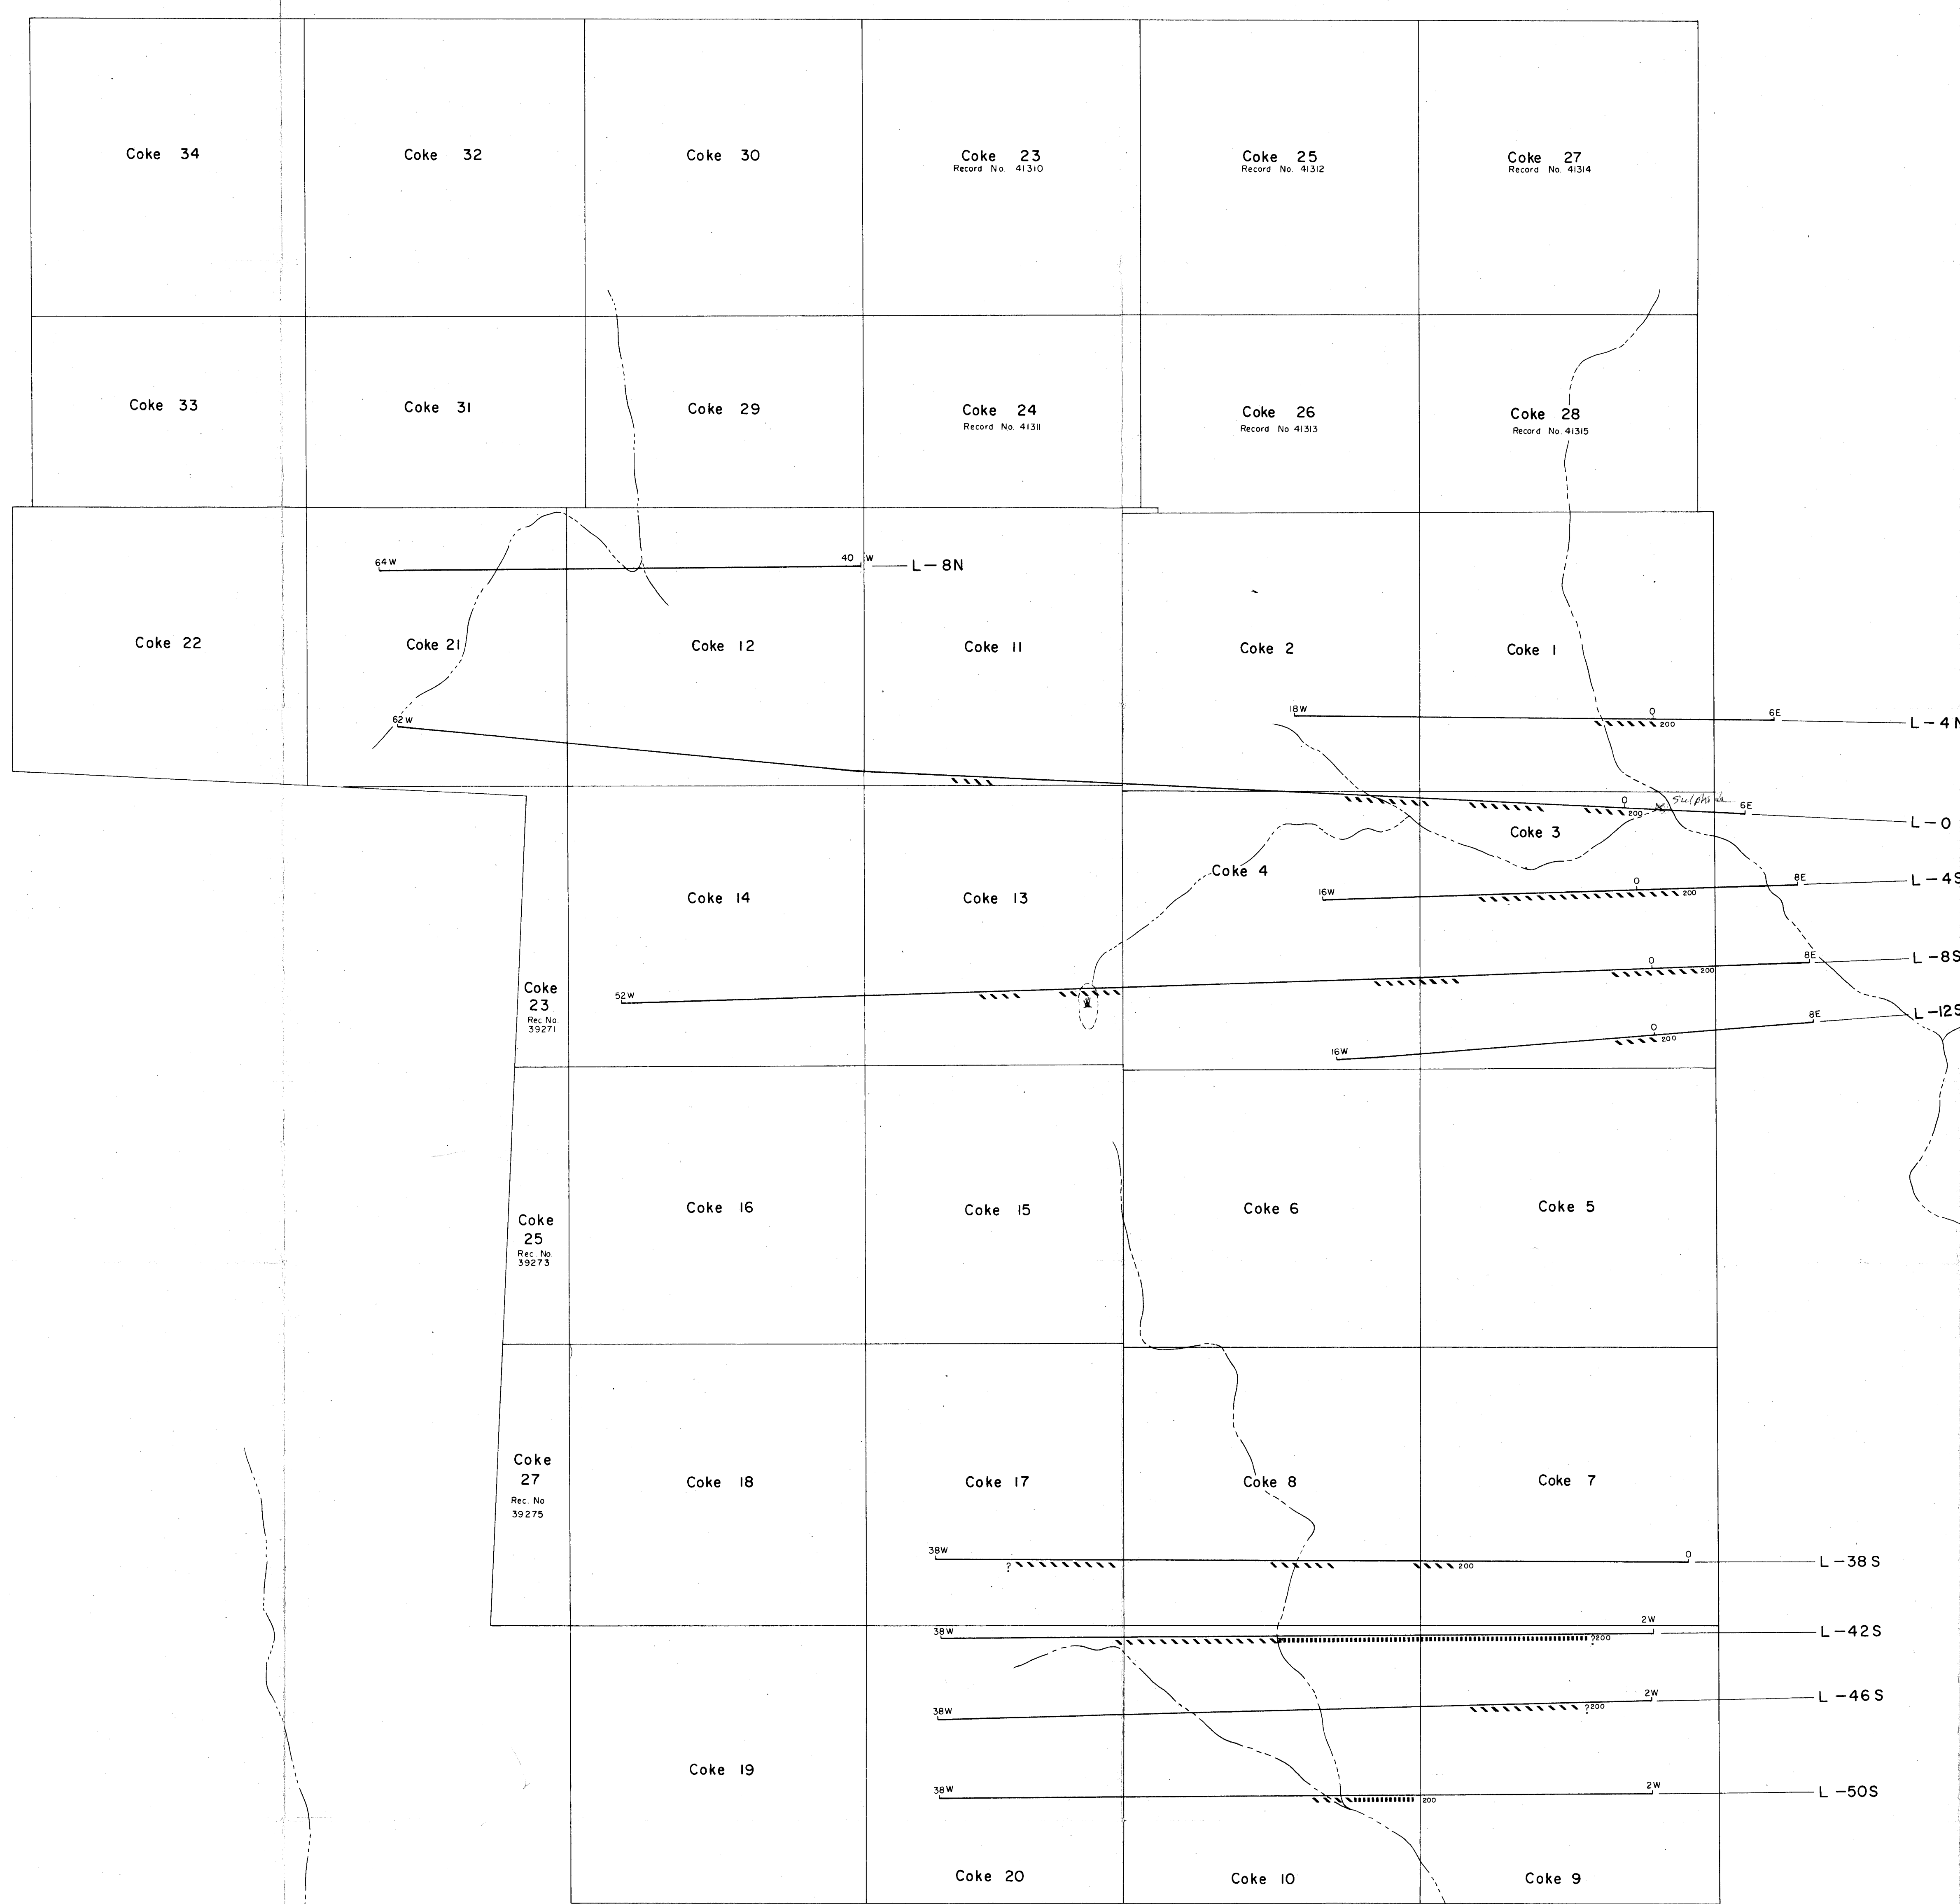 Coke 34
Coke 32
Coke 30
Coke 23
Record No. 41310
Coke 25
Record No. 41312
Coke 27
Record No. 41314
Coke 33
Coke 31
Coke 29
Coke 24
Record No. 41311
Coke 26
Record No 41313
Coke 28
Record No. 41315
64W
40 W
L-8N
Coke 22
Coke 21
Coke 12
Coke 11
Coke 2
Coke 1
18W
0
200
6E
L-4N
62W
0
200
Sulphide
6E
L-0
Coke 3
Coke 4
16W
0
200
8E
L-4S
Coke 14
Coke 13
Coke
23
Rec No.
39271
52W
0
200
8E
L-8S
16W
0
200
8E
L-12S
Coke
25
Rec. No.
39273
Coke 16
Coke 15
Coke 6
Coke 5
Coke
27
Rec. No
39275
Coke 18
Coke 17
Coke 8
Coke 7
38W
?
200
0
L-38S
38W
?200
2W
L-42S
38W
?200
2W
L-46S
Coke 19
38W
200
2W
L-50S
Coke 20
Coke 10
Coke 9